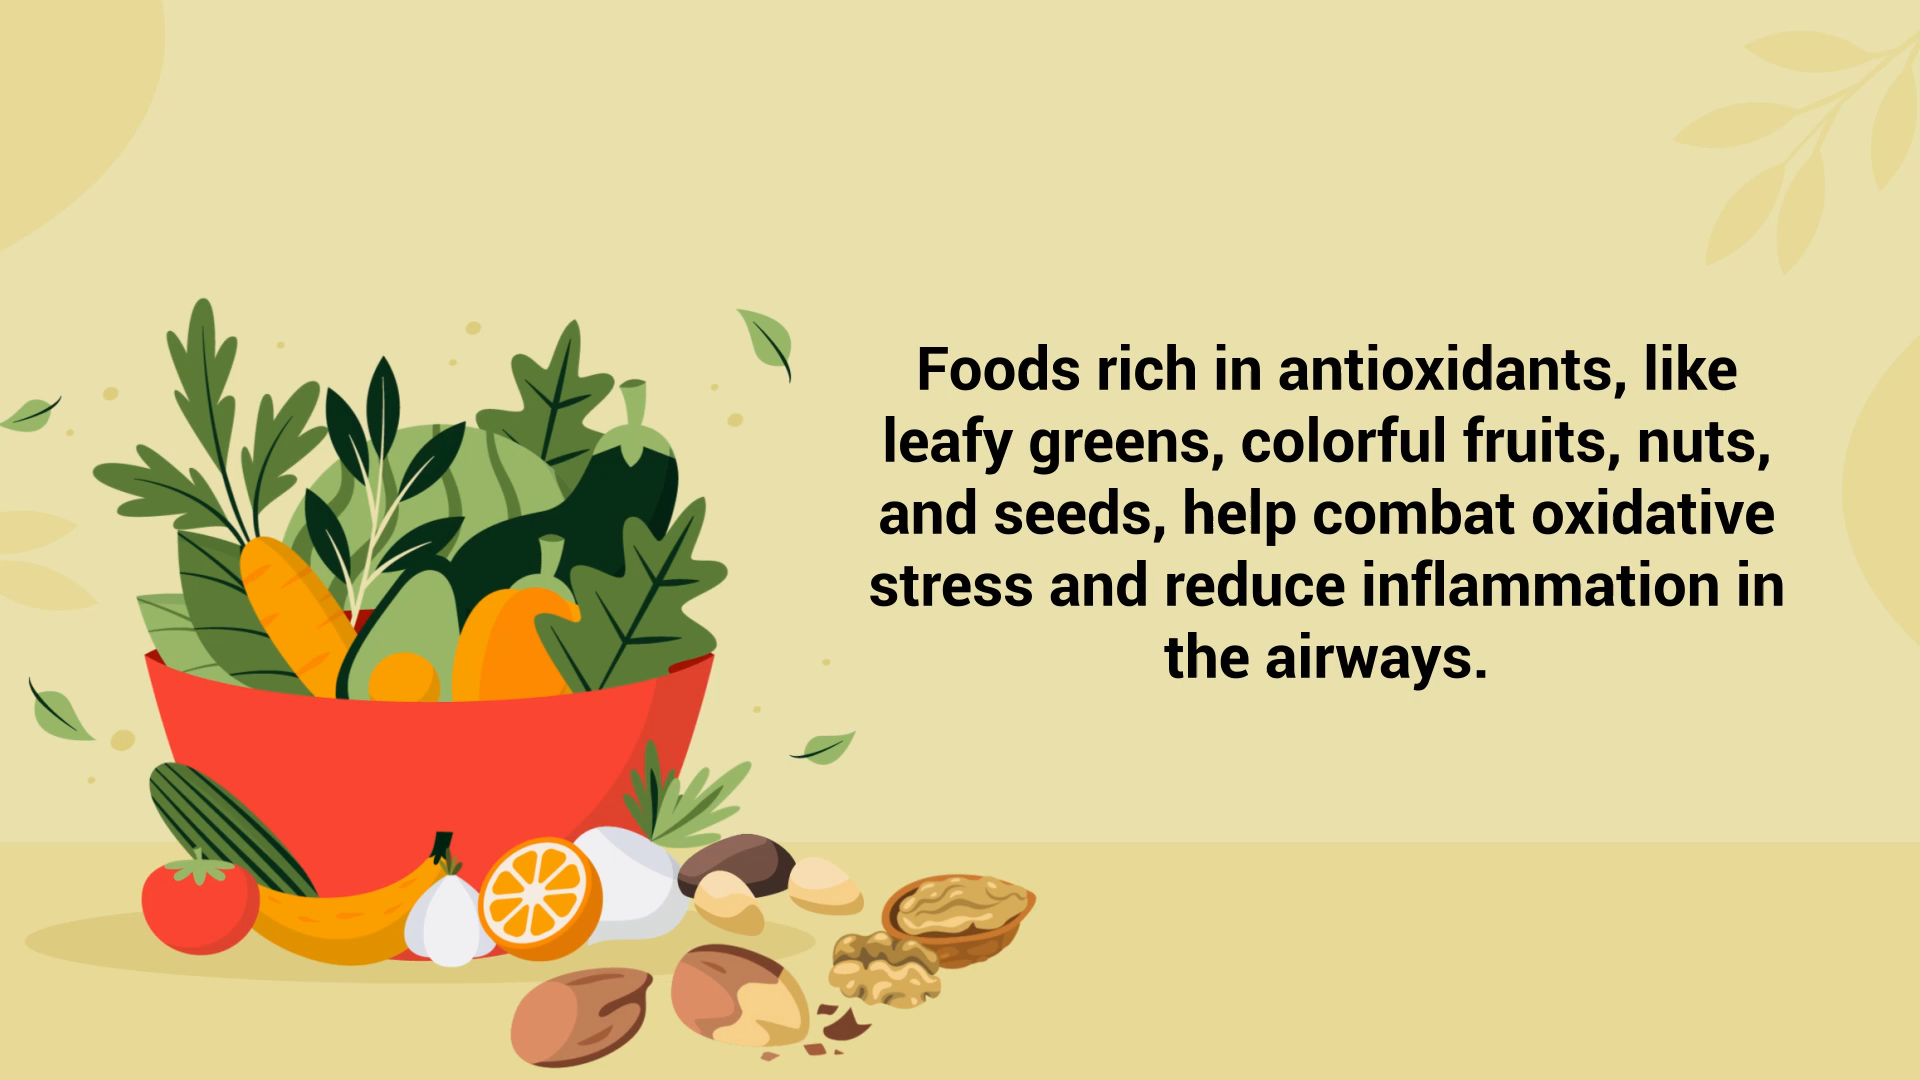 Foods rich in antioxidants, like
leafy greens, colorful fruits, nuts,
and seeds, help combat oxidative
stress and reduce inflammation in
the airways.